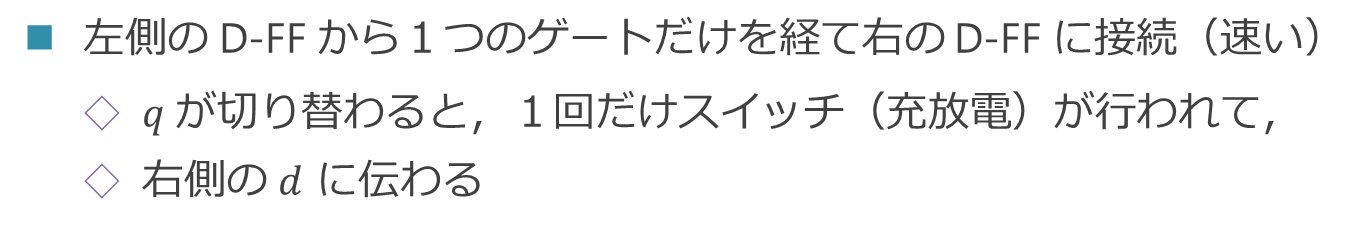 ■ 左側の D-FF から１つのゲートだけを経て右の D-FF に接続（速い）
◇ q が切り替わると，１回だけスイッチ（充放電）が行われて，
◇ 右側の d に伝わる